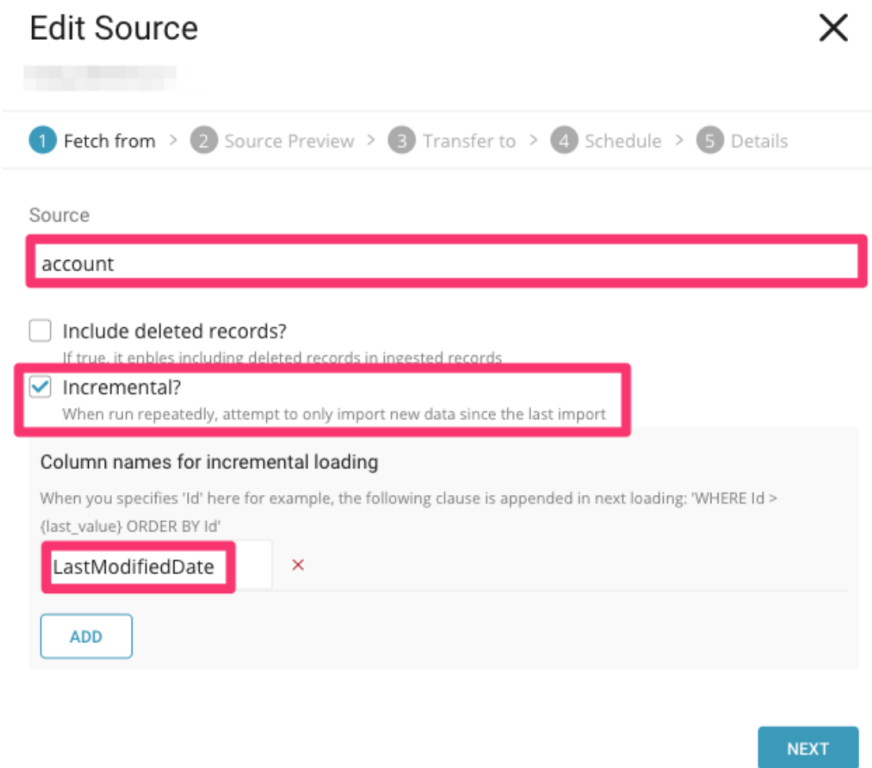 Edit Source
1 Fetch from > 2 Source Preview > 3 Transfer to > 4 Schedule > 5 Details
Source
account
Include deleted records?
If true, it enbles including deleted records in ingested records
Incremental?
When run repeatedly, attempt to only import new data since the last import
Column names for incremental loading
When you specifies 'Id' here for example, the following clause is appended in next loading: 'WHERE Id >
{last_value} ORDER BY Id'
LastModifiedDate
ADD
NEXT